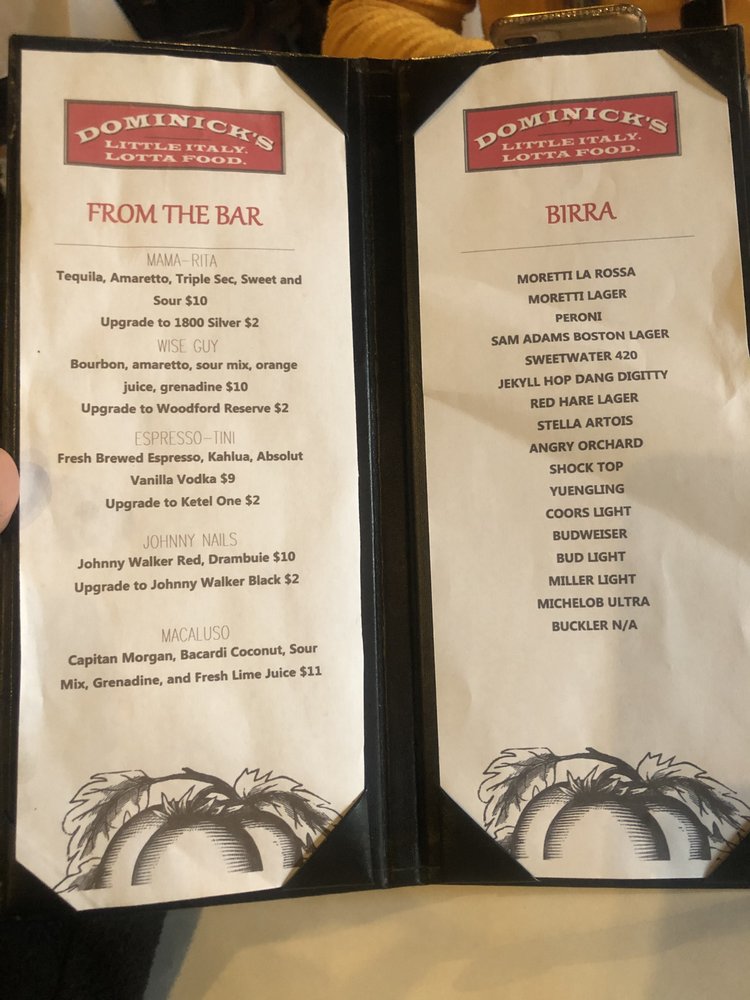 DOMINICK'S
LITTLE ITALY.
LOTTA FOOD.
FROM THE BAR
MAMA-RITA
Tequila, Amaretto, Triple Sec, Sweet and
Sour $10
Upgrade to 1800 Silver $2
WISE GUY
Bourbon, amaretto, sour mix, orange
juice, grenadine $10
Upgrade to Woodford Reserve $2
ESPRESSO-TINI
Fresh Brewed Espresso, Kahlua, Absolut
Vanilla Vodka $9
Upgrade to Ketel One $2
JOHNNY NAILS
Johnny Walker Red, Drambuie $10
Upgrade to Johnny Walker Black $2
MACALUSO
Capitan Morgan, Bacardi Coconut, Sour
Mix, Grenadine, and Fresh Lime Juice $11
DOMINICK'S
LITTLE ITALY.
LOTTA FOOD.
BIRRA
MORETTI LA ROSSA
MORETTI LAGER
PERONI
SAM ADAMS BOSTON LAGER
SWEETWATER 420
JEKYLL HOP DANG DIGITTY
RED HARE LAGER
STELLA ARTOIS
ANGRY ORCHARD
SHOCK TOP
YUENGLING
COORS LIGHT
BUDWEISER
BUD LIGHT
MILLER LIGHT
MICHELOB ULTRA
BUCKLER N/A